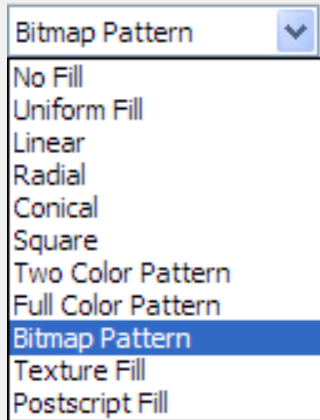 Bitmap Pattern
No Fill
Uniform Fill
Linear
Radial
Conical
Square
Two Color Pattern
Full Color Pattern
Bitmap Pattern
Texture Fill
Postscript Fill